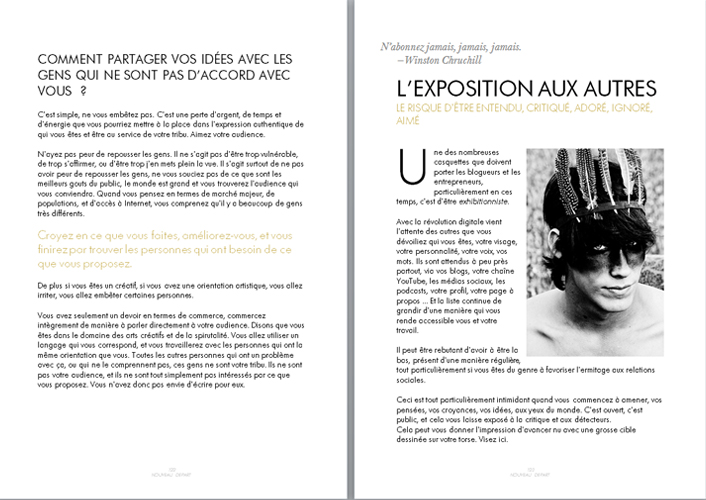 COMMENT PARTAGER VOS IDÉES AVEC LES
GENS QUI NE SONT PAS D'ACCORD AVEC
VOUS ?
C'est simple, ne vous embêtez pas. C'est une perte d'argent, de temps et
d'énergie que vous pourriez mettre à la place dans l'expression authentique de
qui vous êtes et être au service de votre tribu. Aimez votre audience.
N'ayez pas peur de repousser les gens. Il ne s'agit pas d'être trop vulnérable,
de trop s'affirmer, ou d'être trop j'en mets plein la vue. Il s'agit surtout de ne pas
avoir peur de repousser les gens, ne vous souciez pas de ce que sont les
meilleurs gouts du public, le monde est grand et vous trouverez l'audience qui
vous conviendra. Quand vous pensez en termes de marché majeur, de
populations, et d'accès à Internet, vous comprenez qu'il y a beaucoup de gens
très différents.
Croyez en ce que vous faites, améliorez-vous, et vous
finirez par trouver les personnes qui ont besoin de ce
que vous proposez.
De plus si vous êtes un créatif, si vous avez une orientation artistique, vous allez
irriter, vous allez embêter certaines personnes.
Vous avez seulement un devoir en termes de commerce, commercez
intègrement de manière à parler directement à votre audience. Disons que vous
êtes dans le domaine des arts créatifs et de la spirutalité. Vous allez utiliser un
langage qui vous correspond, et vous travaillerez avec les personnes qui ont la
même orientation que vous. Toutes les autres personnes qui ont un problème
avec ça, ou qui ne le comprennent pas, ces gens ne sont votre tribu. Ils ne sont
pas votre audience, et ils ne sont tout simplement pas intéressés par ce que
vous proposez. Vous n'avez donc pas envie d'écrire pour eux.
NOUVEAU DEPART
N'abonnez jamais, jamais, jamais.
– Winston Chruchill
L'EXPOSITION AUX AUTRES
LE RISQUE D'ÊTRE ENTENDU, CRITIQUÉ, ADORÉ, IGNORÉ,
AIMÉ
Une des nombreuses
casquettes que doivent
porter les blogueurs et les
entrepreneurs,
particulièrement en ces
temps, c'est d'être exhibitionniste.
Avec la révolution digitale vient
l'attente des autres que vous
dévoiliez qui vous êtes, votre visage,
votre personnalité, votre voix, vos
mots. Ils sont attendus à peu près
partout, via vos blogs, votre chaîne
YouTube, les médias sociaux, les
podcasts, votre profil, votre page à
propos ... Et la liste continue de
grandir d'une manière qui vous
rende accessible vous et votre
travail.
Il peut être rebutant d'avoir à être la
bas, présent d'une manière régulière,
tout particulièrement si vous êtes du genre à favoriser l'ermitage aux relations
sociales.
Ceci est tout particulièrement intimidant quand vous commencez à amener, vos
pensées, vos croyances, vos idées, aux yeux du monde. C'est ouvert, c'est
public, et cela vous laisse exposé à la critique et aux détracteurs.
Cela peut vous donner l'impression d'avancer nu avec une grosse cible
dessinée sur votre torse. Visez ici.
NOUVEAU DEPART